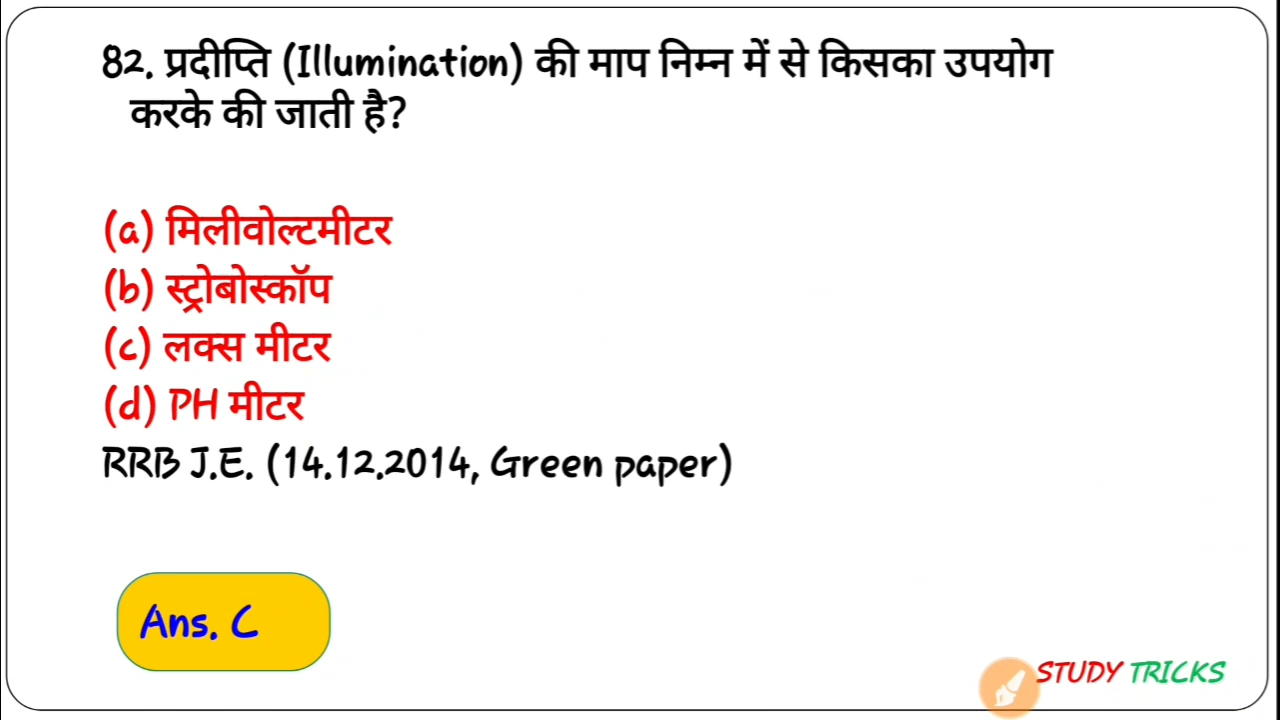 82. प्रदीप्ति (Illumination) की माप निम्न में से किसका उपयोग
करके की जाती है?
(a) मिलीवोल्टमीटर
(b) स्ट्रोबोस्कॉप
(c) लक्स मीटर
(d) PH मीटर
RRB J.E. (14.12.2014, Green paper)
Ans. C
STUDY TRICKS